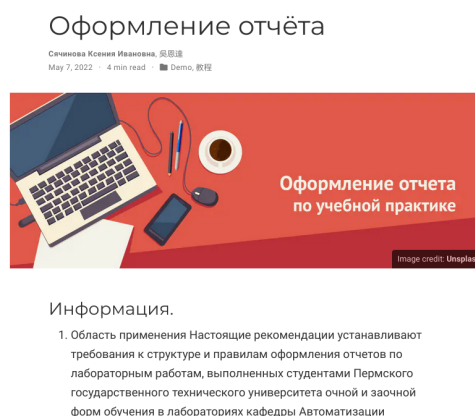 Оформление отчёта
Сячинова Ксения Ивановна, 吳恩達
May 7, 2022 · 4 min read · Demo, 教程
Оформление отчета
по учебной практике
Image credit: Unsplas
Информация.
1. Область применения Настоящие рекомендации устанавливают
требования к структуре и правилам оформления отчетов по
лабораторным работам, выполненных студентами Пермского
государственного технического университета очной и заочной
форм обучения в лабораториях кафедры Автоматизации